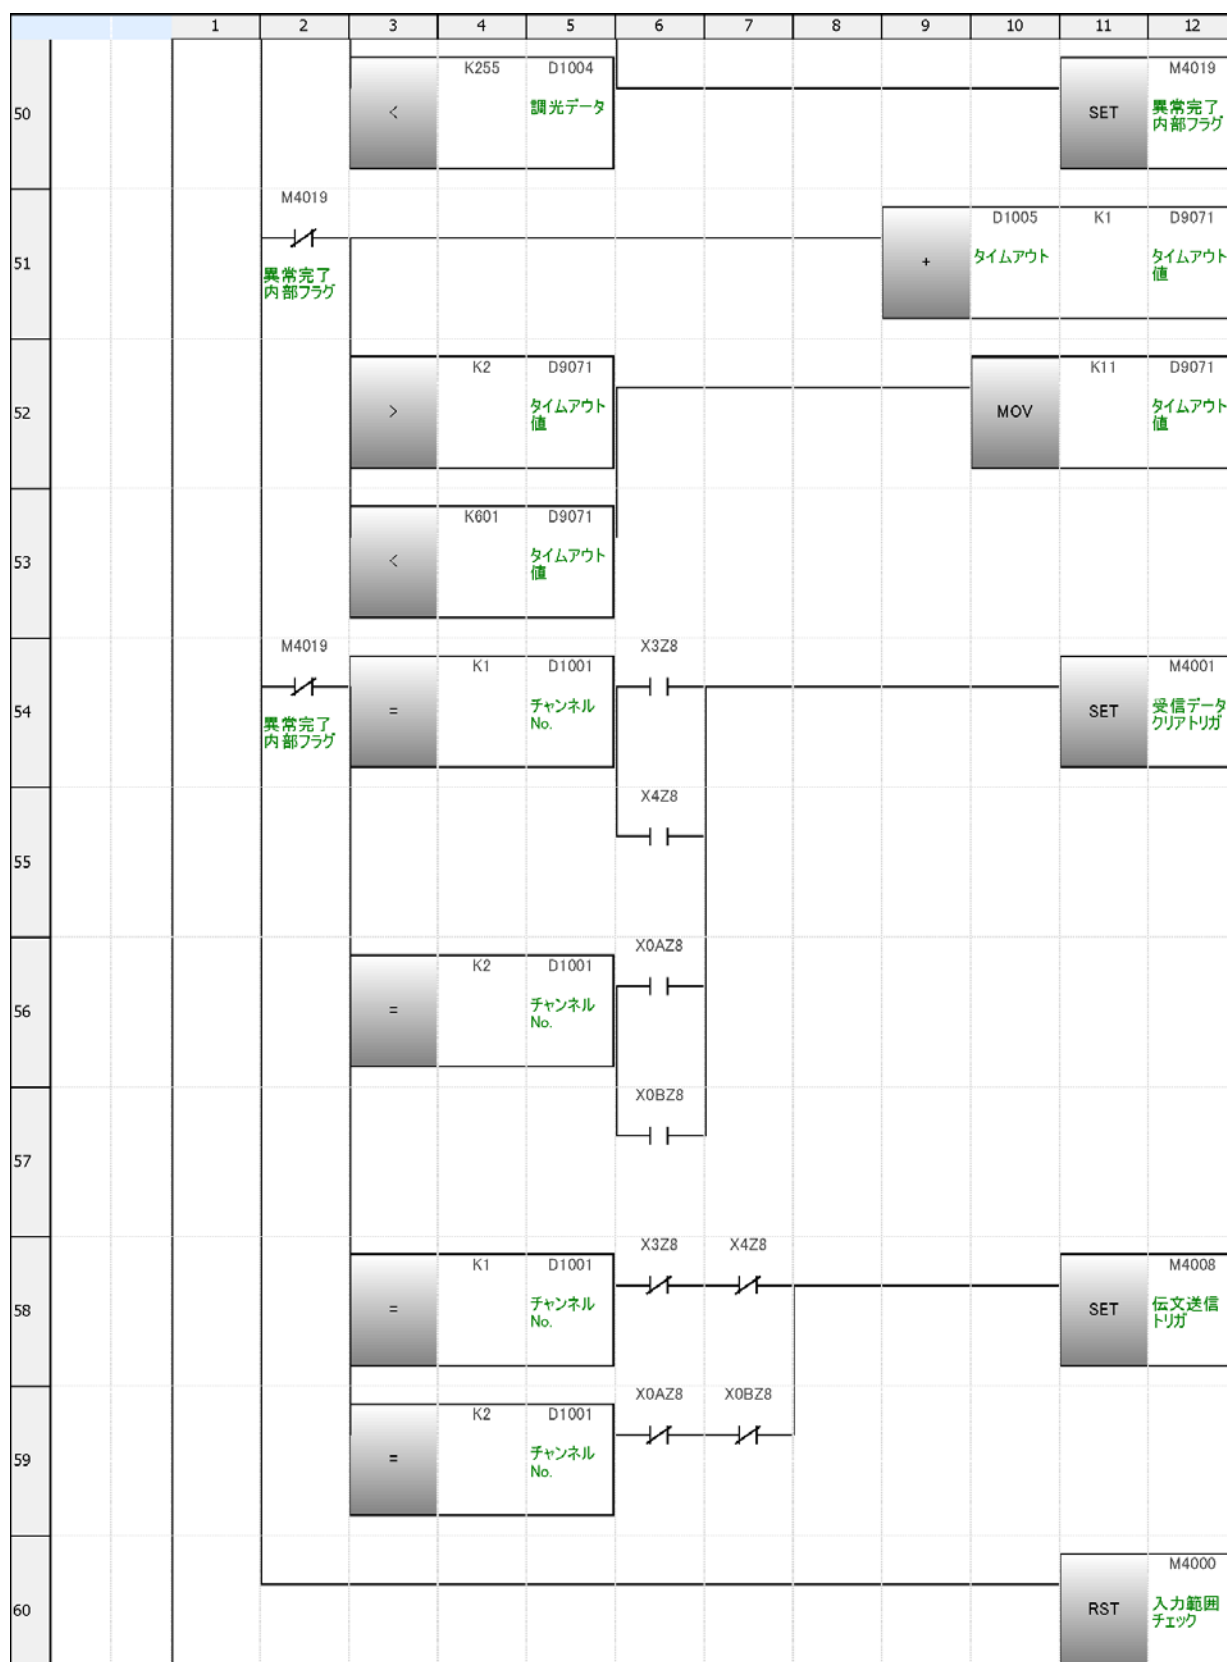 1 2 3 4 5 6 7 8 9 10 11 12
50
<
K255
D1004
調光データ
SET
M4019
異常完了
内部フラグ
51
M4019
異常完了
内部フラグ
+
D1005
タイムアウト
K1
D9071
タイムアウト
値
52
>
K2
D9071
タイムアウト
値
MOV
K11
D9071
タイムアウト
値
53
<
K601
D9071
タイムアウト
値
54
M4019
異常完了
内部フラグ
=
K1
D1001
チャンネル
No.
X3Z8
SET
M4001
受信データ
クリアトリガ
55
X4Z8
56
=
K2
D1001
チャンネル
No.
X0AZ8
57
X0BZ8
58
=
K1
D1001
チャンネル
No.
X3Z8
X4Z8
SET
M4008
伝文送信
トリガ
59
=
K2
D1001
チャンネル
No.
X0AZ8
X0BZ8
60
RST
M4000
入力範囲
チェック